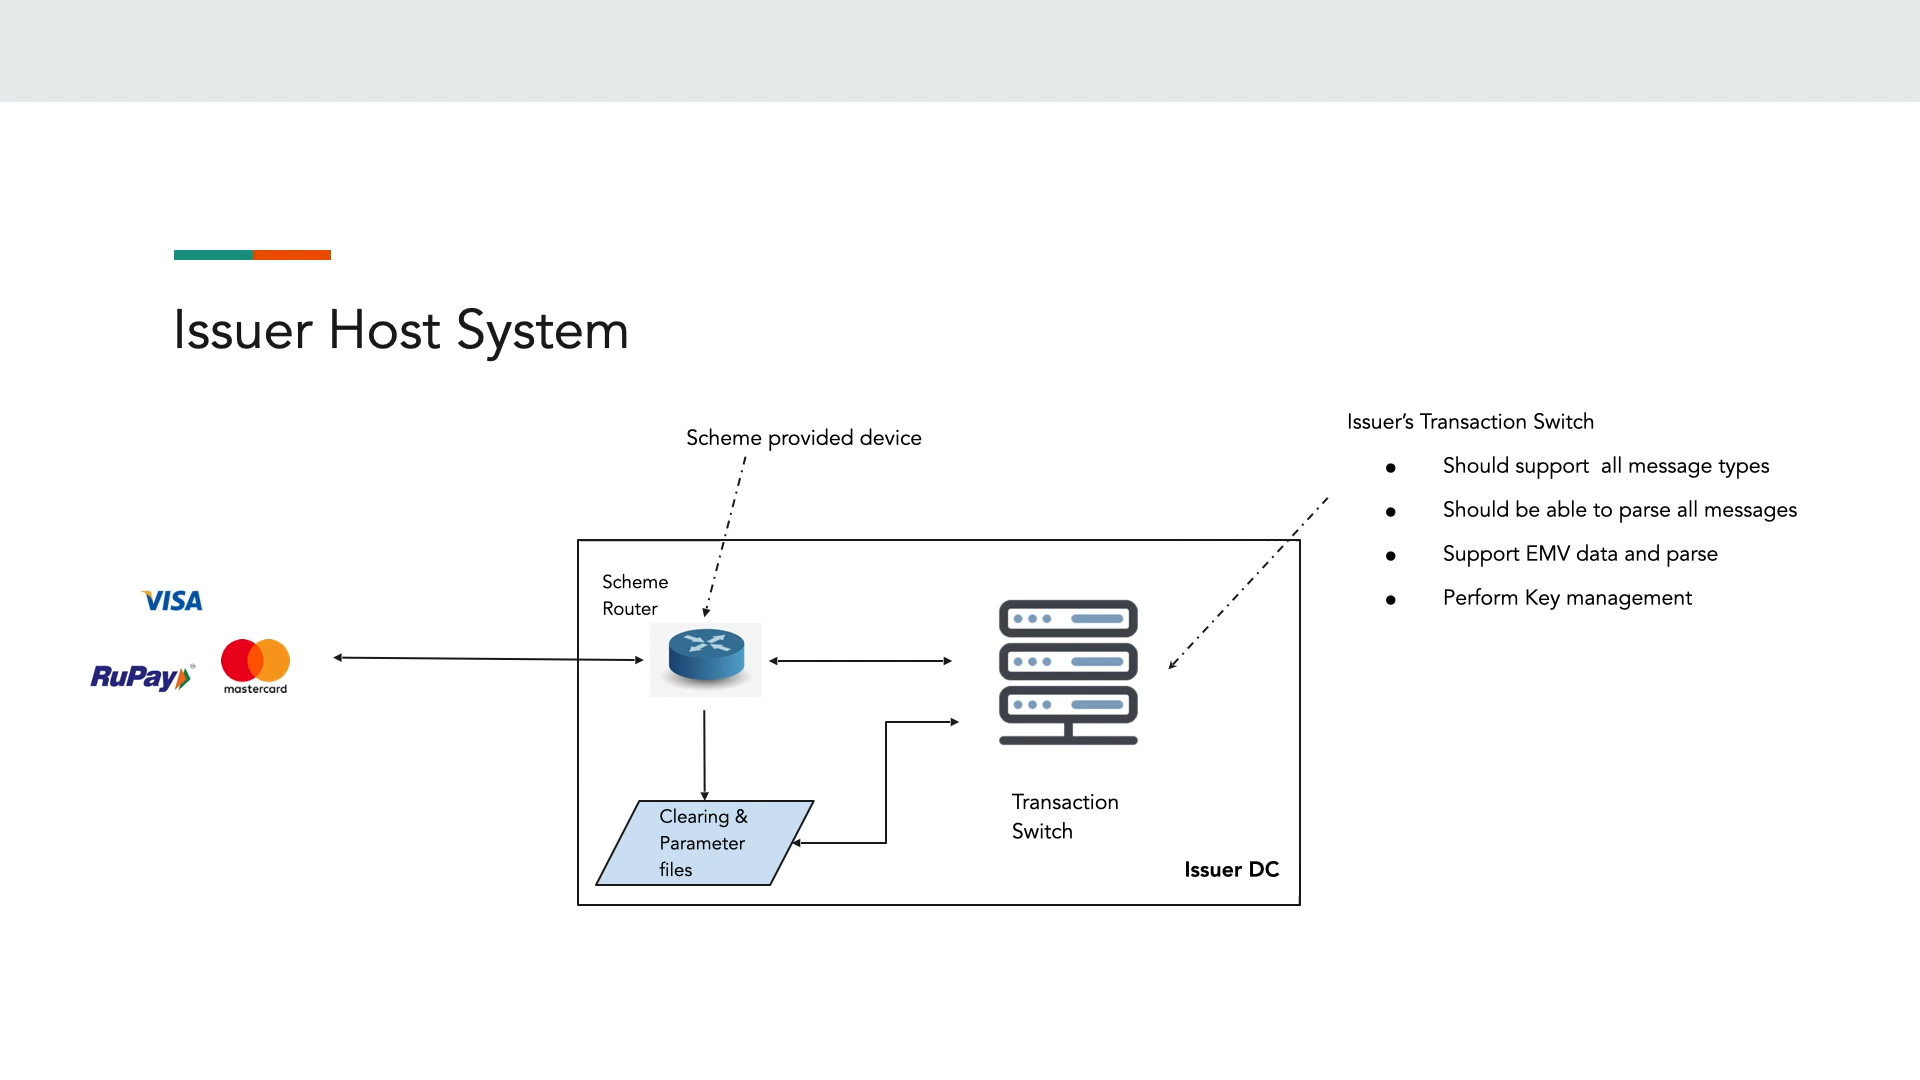 Issuer Host System
Scheme provided device
Issuer’s Transaction Switch
● Should support  all message types
● Should be able to parse all messages
● Support EMV data and parse
● Perform Key management
VISA
RuPay
mastercard
Scheme
Router
Clearing &
Parameter
files
Transaction
Switch
Issuer DC